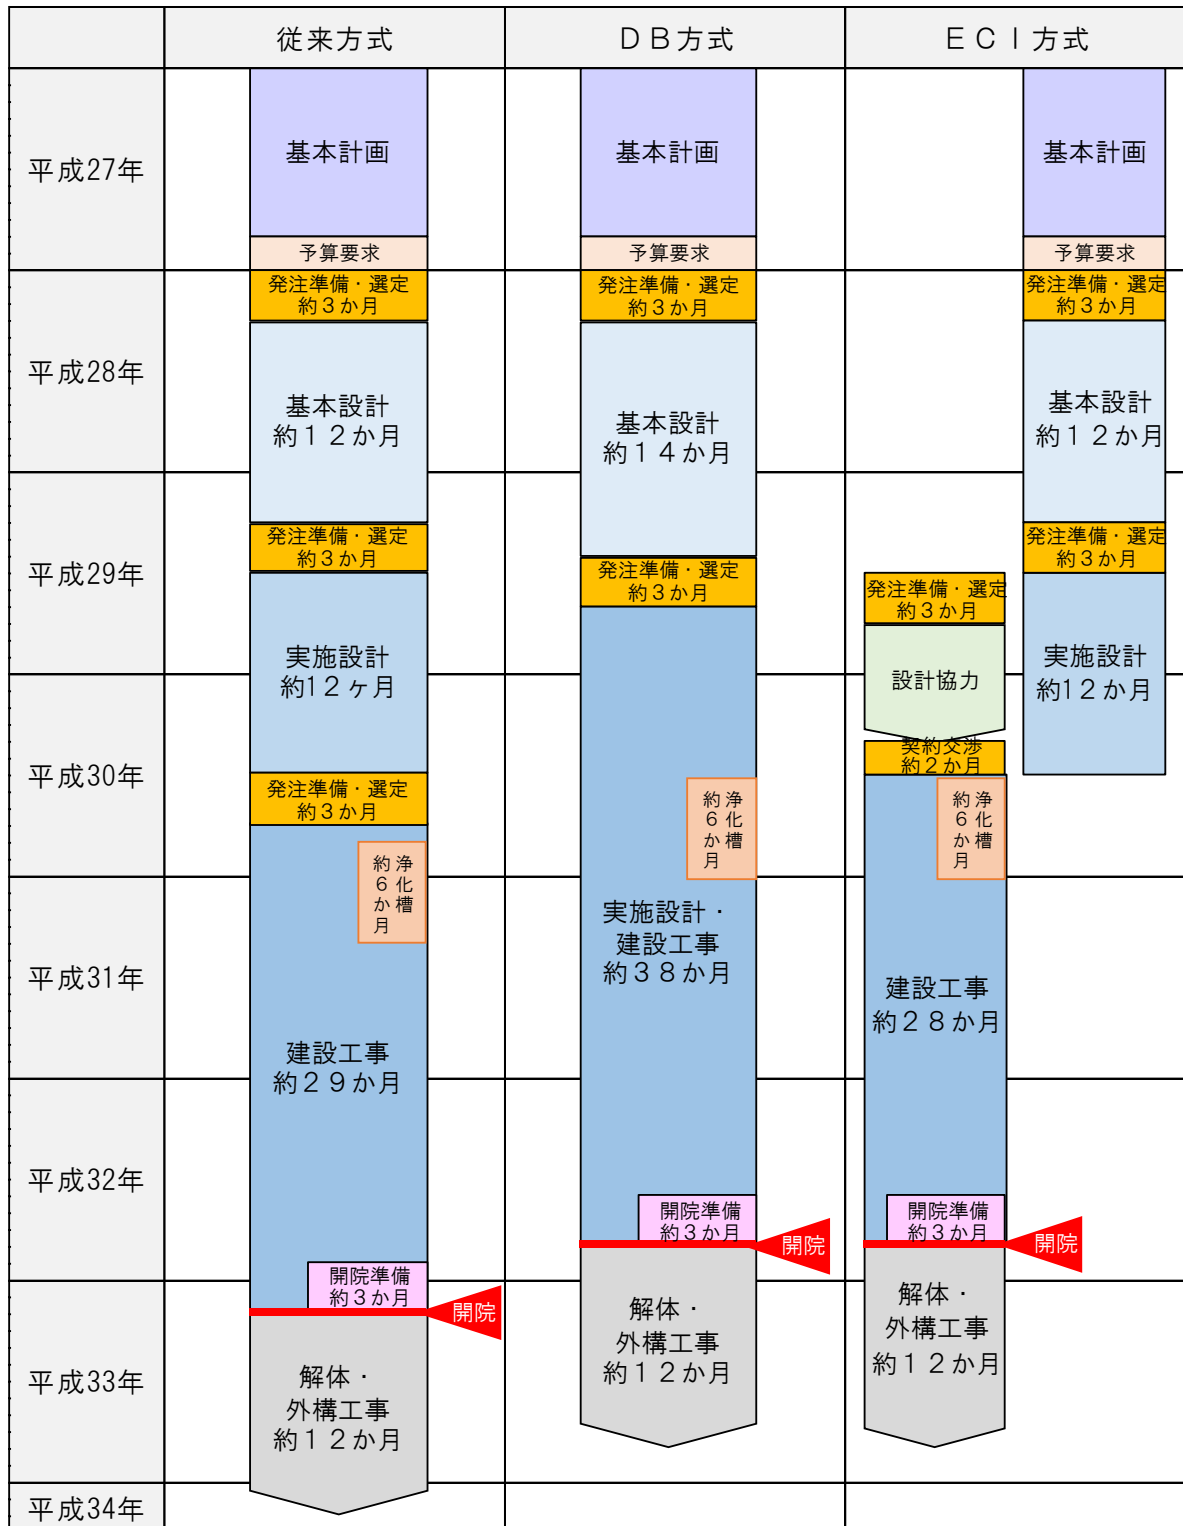 従来方式
ＤＢ方式
ＥＣＩ方式
平成27年
平成28年
平成29年
平成30年
平成31年
平成32年
平成33年
平成34年
基本計画
予算要求
発注準備・選定
約３か月
基本設計
約１２か月
発注準備・選定
約３か月
実施設計
約12ヶ月
発注準備・選定
約３か月
浄化槽
約６か月
建設工事
約２９か月
開院準備
約３か月
開院
解体・
外構工事
約１２か月
基本計画
予算要求
発注準備・選定
約３か月
基本設計
約１４か月
発注準備・選定
約３か月
浄化槽
約６か月
実施設計・
建設工事
約３８か月
開院準備
約３か月
開院
解体・
外構工事
約１２か月
基本計画
予算要求
発注準備・選定
約３か月
基本設計
約１２か月
発注準備・選定
約３か月
実施設計
約12か月
発注準備・選定
約３か月
設計協力
契約交渉
約２か月
浄化槽
約６か月
建設工事
約２８か月
開院準備
約３か月
開院
解体・
外構工事
約１２か月